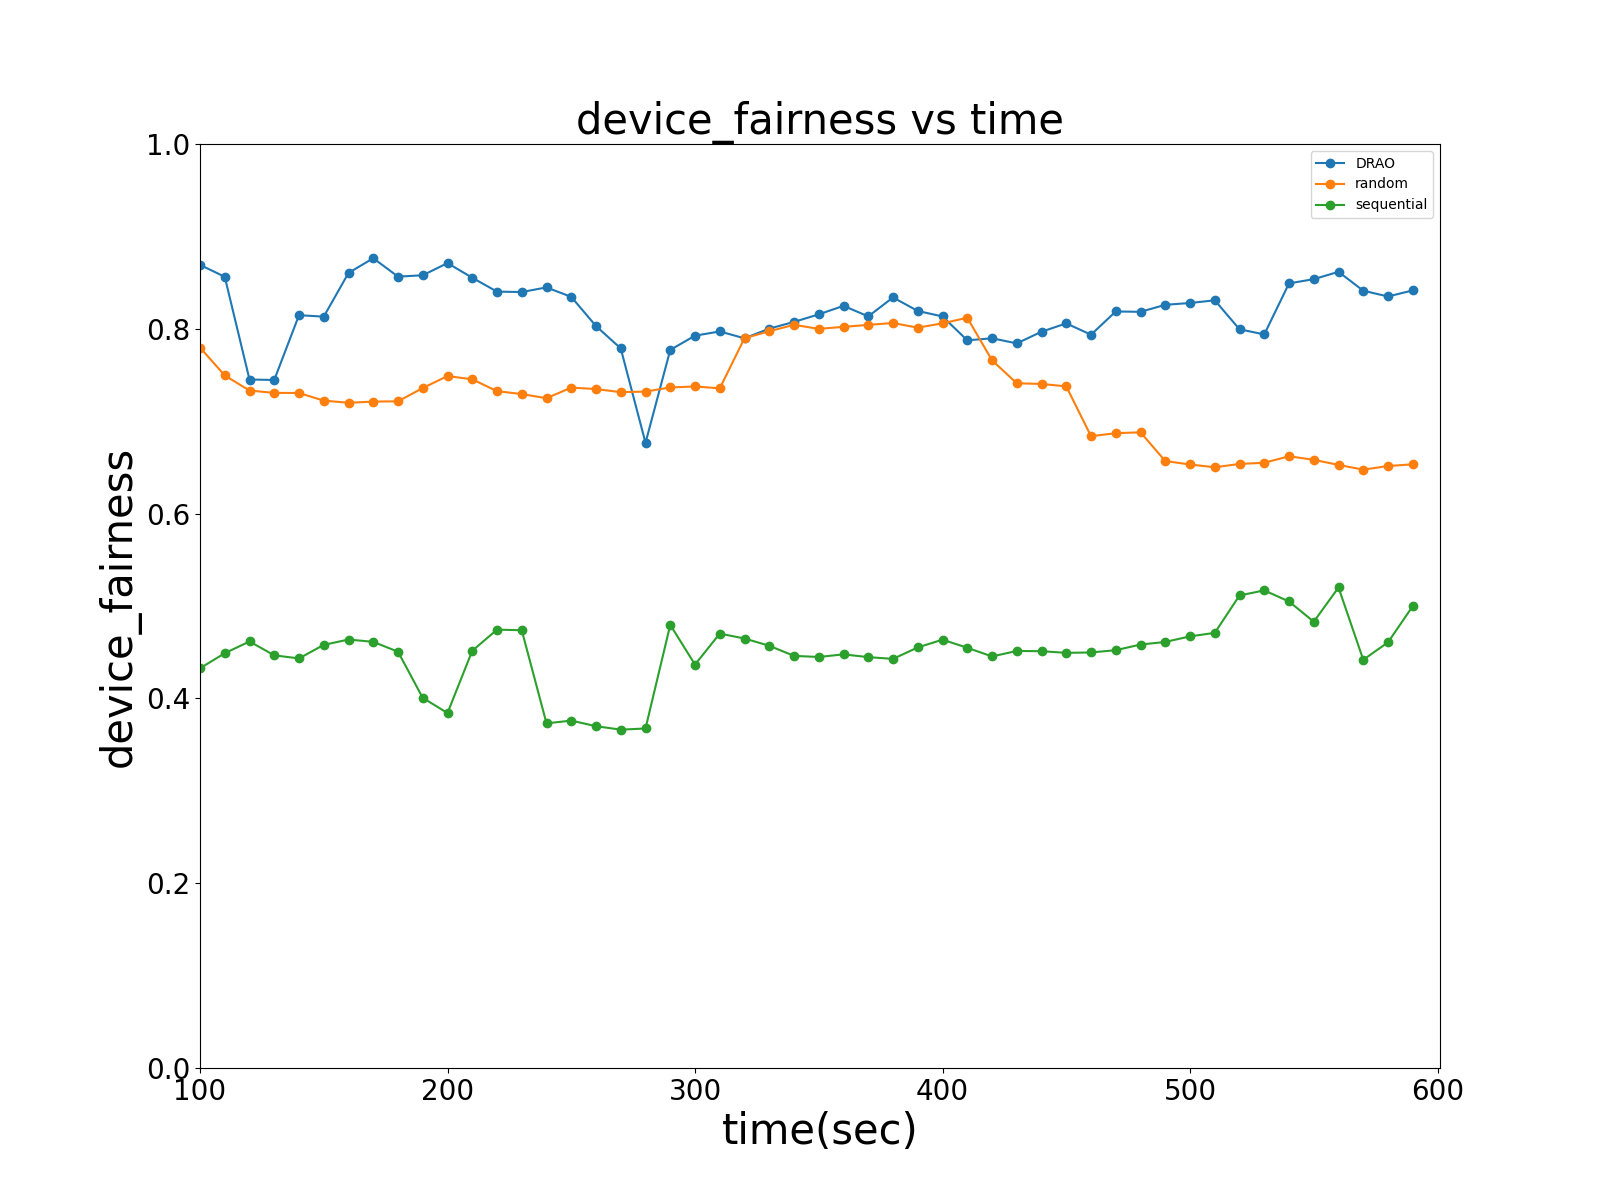 device_fairness vs time
DRAO
random
sequential
device_fairness
1.0
0.8
0.6
0.4
0.2
0.0
100 200 300 400 500 600
time(sec)